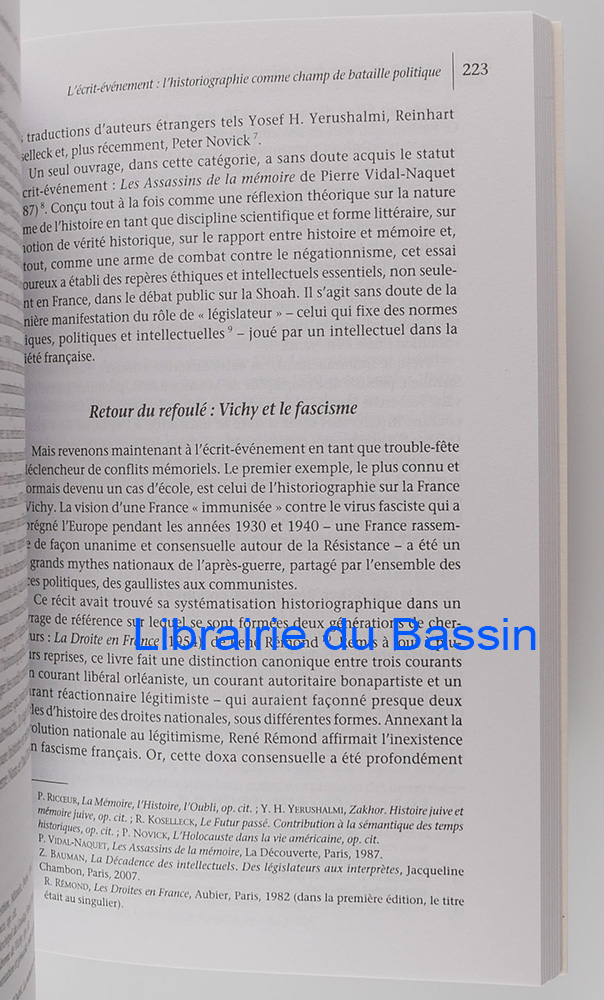 L'écrit-événement : l'historiographie comme champ de bataille politique 223
traductions d'auteurs étrangers tels Yosef H. Yerushalmi, Reinhart
selleck et, plus récemment, Peter Novick 7.
Un seul ouvrage, dans cette catégorie, a sans doute acquis le statut
crit-événement : Les Assassins de la mémoire de Pierre Vidal-Naquet
87) 8. Conçu tout à la fois comme une réflexion théorique sur la nature
me de l'histoire en tant que discipline scientifique et forme littéraire, sur
notion de vérité historique, sur le rapport entre histoire et mémoire et,
tout, comme une arme de combat contre le négationnisme, cet essai
oureux a établi des repères éthiques et intellectuels essentiels, non seule-
nt en France, dans le débat public sur la Shoah. Il s'agit sans doute de la
nière manifestation du rôle de « législateur » – celui qui fixe des normes
iques, politiques et intellectuelles 9 – joué par un intellectuel dans la
iété française.
Retour du refoulé : Vichy et le fascisme
Mais revenons maintenant à l'écrit-événement en tant que trouble-fête
déclencheur de conflits mémoriels. Le premier exemple, le plus connu et
ormais devenu un cas d'école, est celui de l'historiographie sur la France
Vichy. La vision d'une France « immunisée » contre le virus fasciste qui a
prégné l'Europe pendant les années 1930 et 1940 – une France rassem-
e de façon unanime et consensuelle autour de la Résistance – a été un
grands mythes nationaux de l'après-guerre, partagé par l'ensemble des
ces politiques, des gaullistes aux communistes.
Ce récit avait trouvé sa systématisation historiographique dans un
vrage de référence sur lequel se sont formées deux générations de cher-
urs : La Droite en France (1954) de René Rémond
Librairie du Bassin
urs reprises, ce livre fait une distinction canonique entre trois courants
n courant libéral orléaniste, un courant autoritaire bonapartiste et un
urant réactionnaire légitimiste – qui auraient façonné presque deux
les d'histoire des droites nationales, sous différentes formes. Annexant la
olution nationale au légitimisme, René Rémond affirmait l'inexistence
n fascisme français. Or, cette doxa consensuelle a été profondément
P. RICŒUR, La Mémoire, l'Histoire, l'Oubli, op. cit. ; Y. H. YERUSHALMI, Zakhor. Histoire juive et
mémoire juive, op. cit. ; R. KOSELLECK, Le Futur passé. Contribution à la sémantique des temps
historiques, op. cit. ; P. NOVICK, L'Holocauste dans la vie américaine, op. cit.
P. VIDAL-NAQUET, Les Assassins de la mémoire, La Découverte, Paris, 1987.
Z. BAUMAN, La Décadence des intellectuels. Des législateurs aux interprètes, Jacqueline
Chambon, Paris, 2007.
R. RÉMOND, Les Droites en France, Aubier, Paris, 1982 (dans la première édition, le titre
était au singulier).